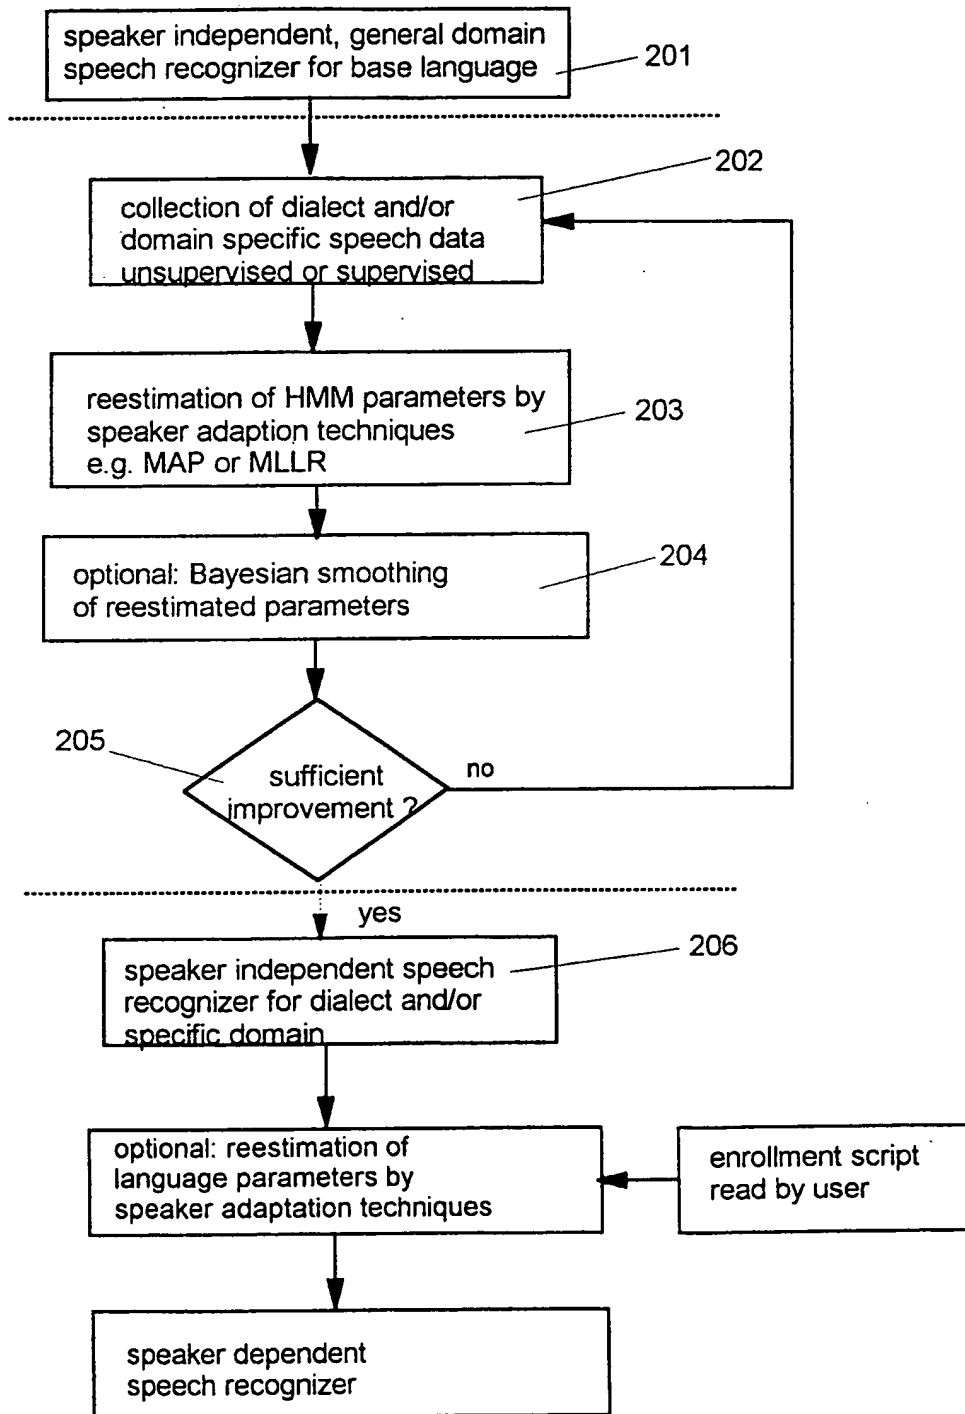 speaker independent, general domain
speech recognizer for base language
201
202
collection of dialect and/or
domain specific speech data
unsupervised or supervised
reestimation of HMM parameters by
speaker adaption techniques
e.g. MAP or MLLR
203
204
optional: Bayesian smoothing
of reestimated parameters
205
sufficient
improvement ?
no
yes
206
speaker independent speech
recognizer for dialect and/or
specific domain
optional: reestimation of
language parameters by
speaker adaptation techniques
enrollment script
read by user
speaker dependent
speech recognizer